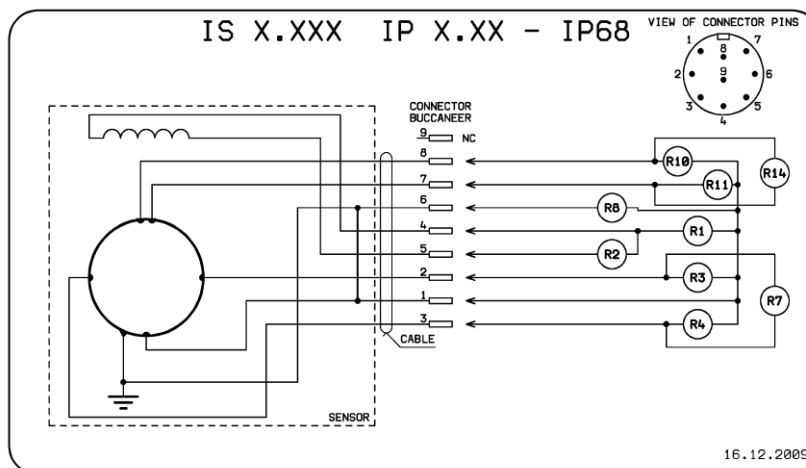 IS X.XXX IP X.XX - IP68
VIEW OF CONNECTOR PINS
1
8
7
9
2
6
3
5
4
CONNECTOR
BUCCANEER
9
NC
8
R10
R14
7
R11
6
R8
4
R1
5
R2
2
R3
1
R7
3
R4
CABLE
SENSOR
16.12.2009